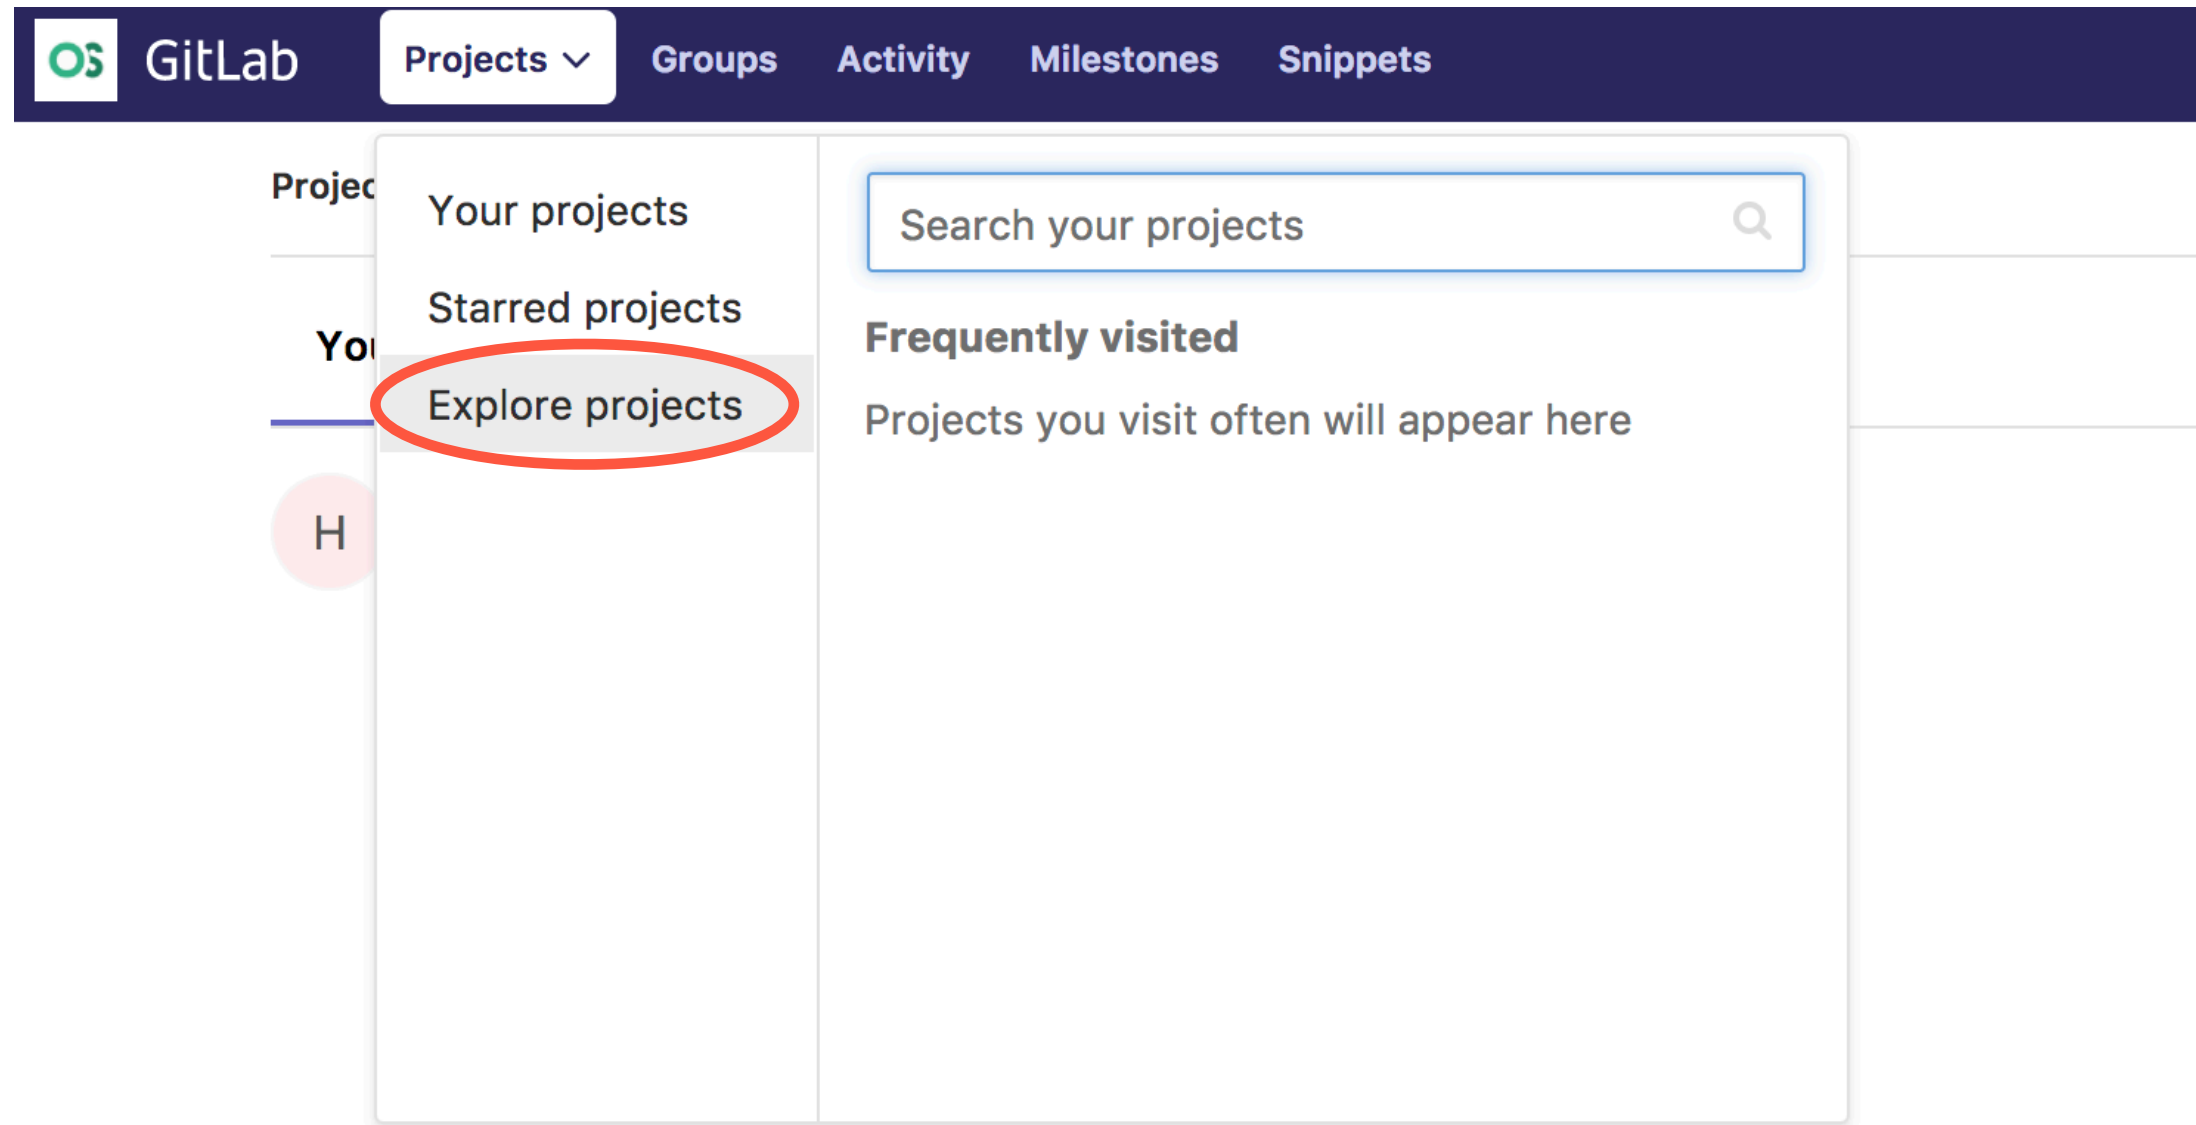 OS GitLab Projects Groups Activity Milestones Snippets
Projec
Your projects
Search your projects
Starred projects
Frequently visited
You
Explore projects
Projects you visit often will appear here
H